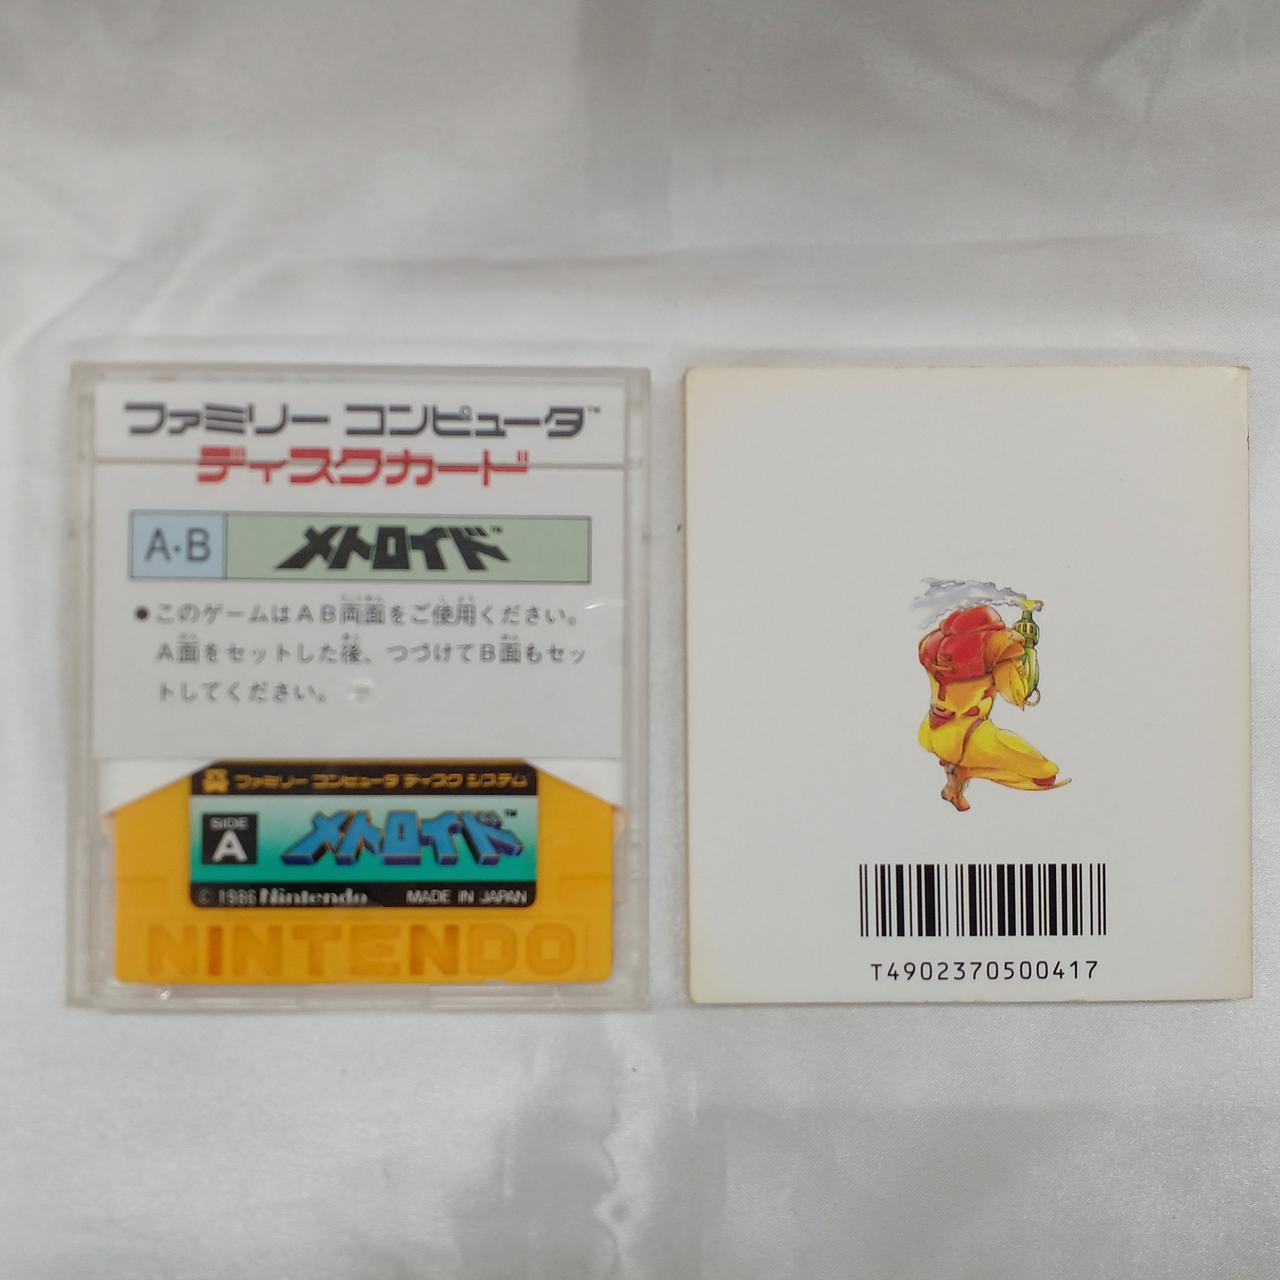 ファミリー コンピュータ™
ディスクカード
A・B メトロイド™
●このゲームはAB両面をご使用ください。
A面をセットした後、つづけてB面もセッ
トしてください。
ファミリー コンピュータ ディスク システム
SIDE
A
メトロイド™
© 1986 Nintendo MADE IN JAPAN
NINTENDO
T4902370500417